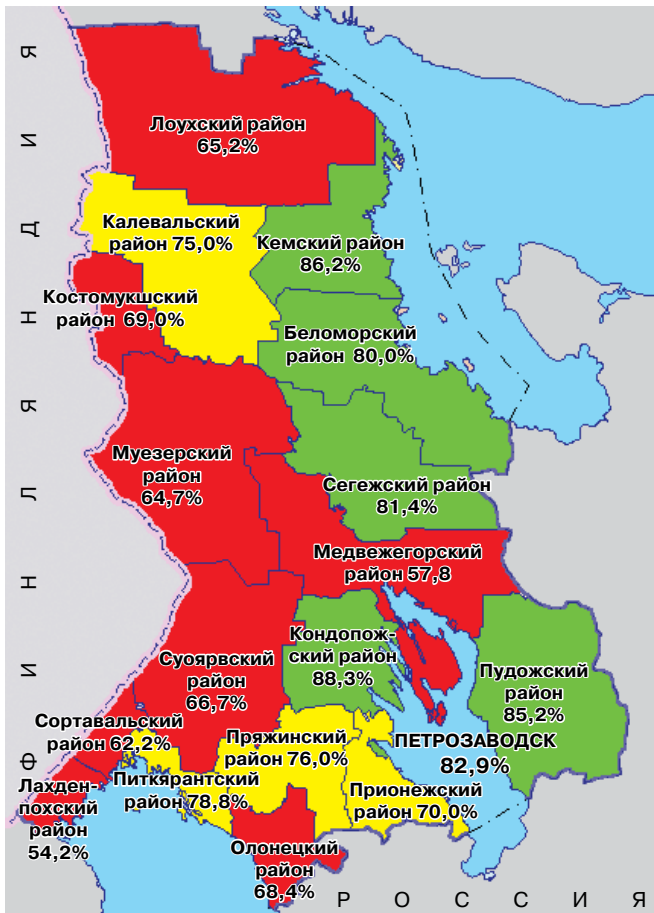 Лоухский район
65,2%
Калевальский
район 75,0%
Кемский район
86,2%
Костомукшский
район 69,0%
Беломорский
район 80,0%
Муезерский
район
64,7%
Сегежский район
81,4%
Медвежегорский
район 57,8
Кондопож-
ский район
88,3%
Суоярвский
район
66,7%
Пудожский
район
85,2%
Сортавальский
район 62,2%
Пряжинский
район 76,0%
ПЕТРОЗАВОДСК
82,9%
Лахден-
похский
район
54,2%
Питкярантский
район 78,8%
Прионежский
район 70,0%
Олонецкий
район
68,4%
ФИНЛЯНДИЯ
РОССИЯ